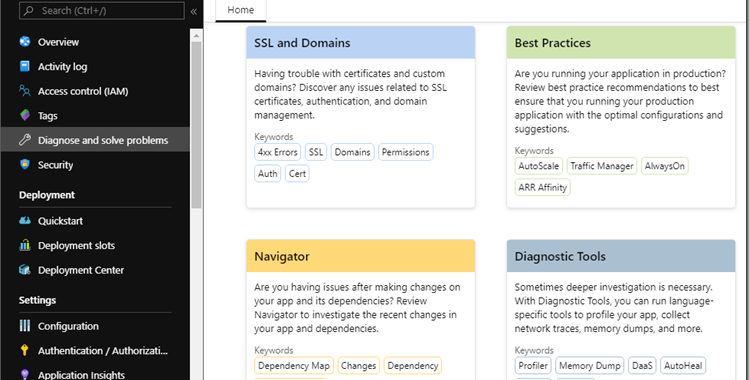 Search (Ctrl+/)
«
Overview
Activity log
Access control (IAM)
Tags
Diagnose and solve problems
Security
Deployment
Quickstart
Deployment slots
Deployment Center
Settings
Configuration
Authentication / Authorizati...
Application Insights
Home
SSL and Domains
Having trouble with certificates and custom
domains? Discover any issues related to SSL
certificates, authentication, and domain
management.
Keywords
4xx Errors SSL Domains Permissions
Auth Cert
Best Practices
Are you running your application in production?
Review best practice recommendations to best
ensure that you running your production
application with the optimal configurations and
suggestions.
Keywords
AutoScale Traffic Manager AlwaysOn
ARR Affinity
Navigator
Are you having issues after making changes on
your app and its dependencies? Review
Navigator to investigate the recent changes in
your app and dependencies.
Keywords
Dependency Map Changes Dependency
Diagnostic Tools
Sometimes deeper investigation is necessary.
With Diagnostic Tools, you can run language-
specific tools to profile your app, collect
network traces, memory dumps, and more.
Keywords
Profiler Memory Dump DaaS AutoHeal